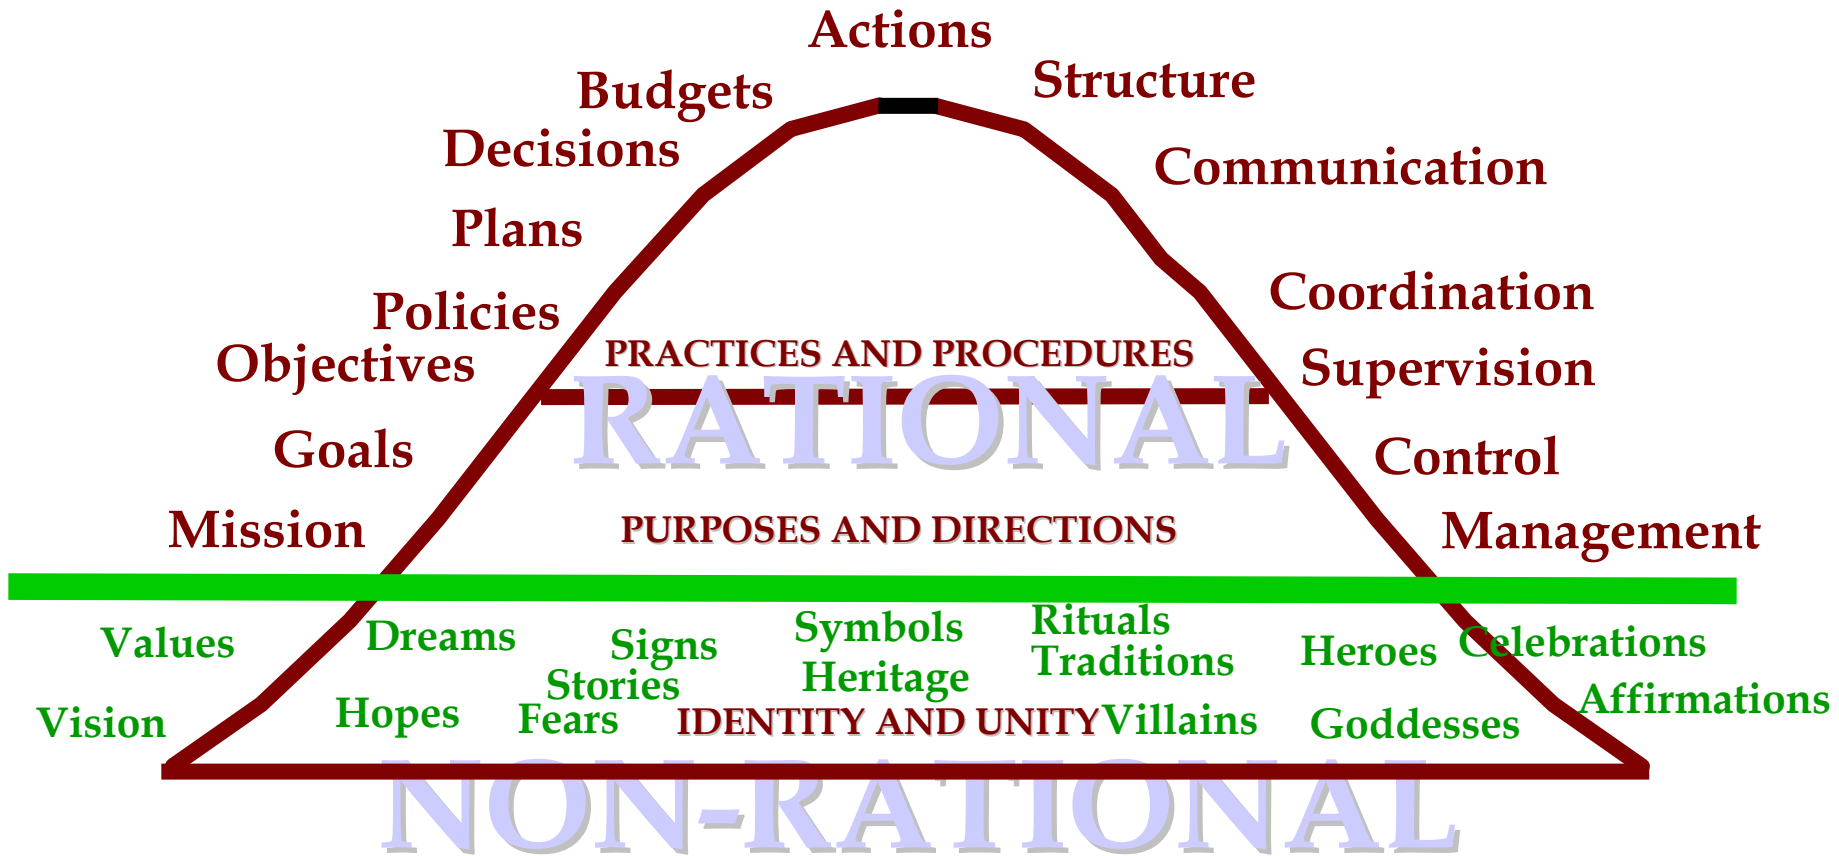 Actions
Budgets
Structure
Decisions
Communication
Plans
Policies
Coordination
Objectives
PRACTICES AND PROCEDURES
Supervision
RATIONAL
Goals
Control
Mission
PURPOSES AND DIRECTIONS
Management
Values
Dreams
Signs
Symbols
Rituals
Heroes
Celebrations
Stories
Heritage
Traditions
Affirmations
Vision
Hopes
Fears
IDENTITY AND UNITY
Villains
Goddesses
NON-RATIONAL